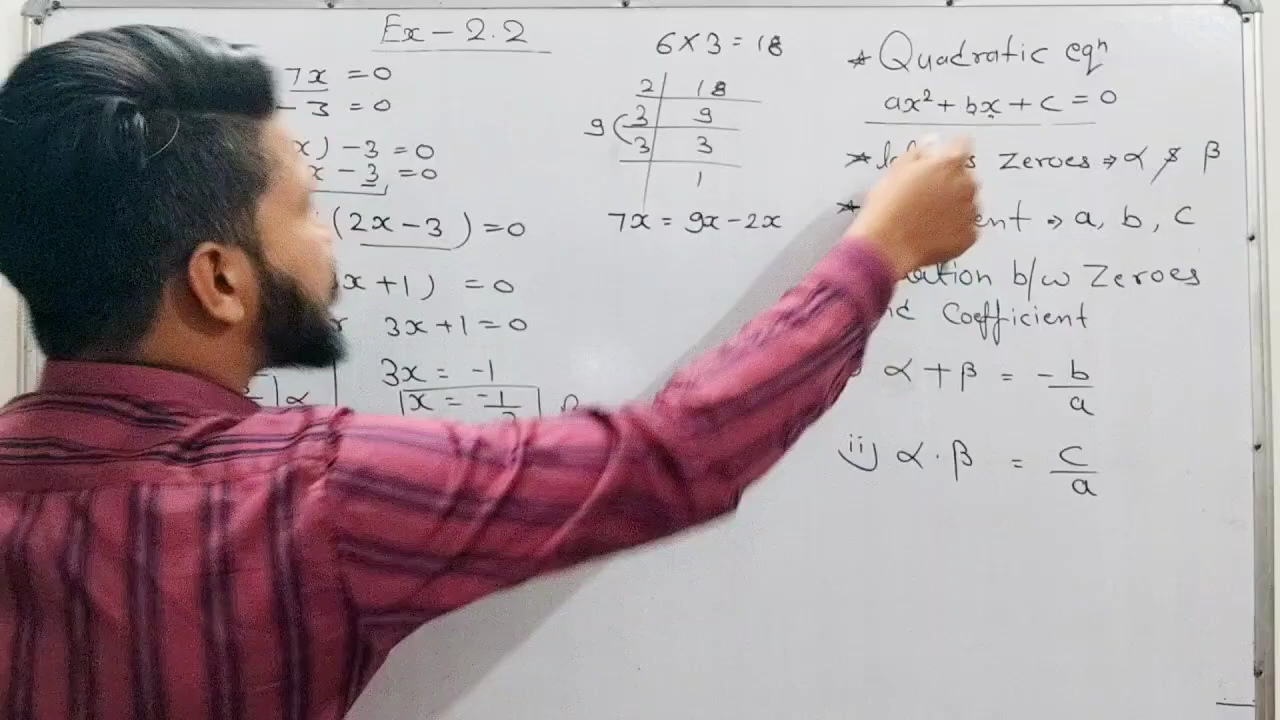 Ex - 2.2
7x = 0
- 3 = 0
x) - 3 = 0
x - 3 = 0
(2x - 3) = 0
x + 1) = 0
3x + 1 = 0
3x = -1
x = -1
α
6 × 3 = 18
2 | 18
9 ( 3 | 9
3 | 3
1
7x = 9x - 2x
* Quadratic eqⁿ
ax² + bx + c = 0
* zeroes ⇒ α & β
* ent ⇒ a, b, c
ation b/w Zeroes
Coefficient
α + β = -b/a
ii) α · β = c/a